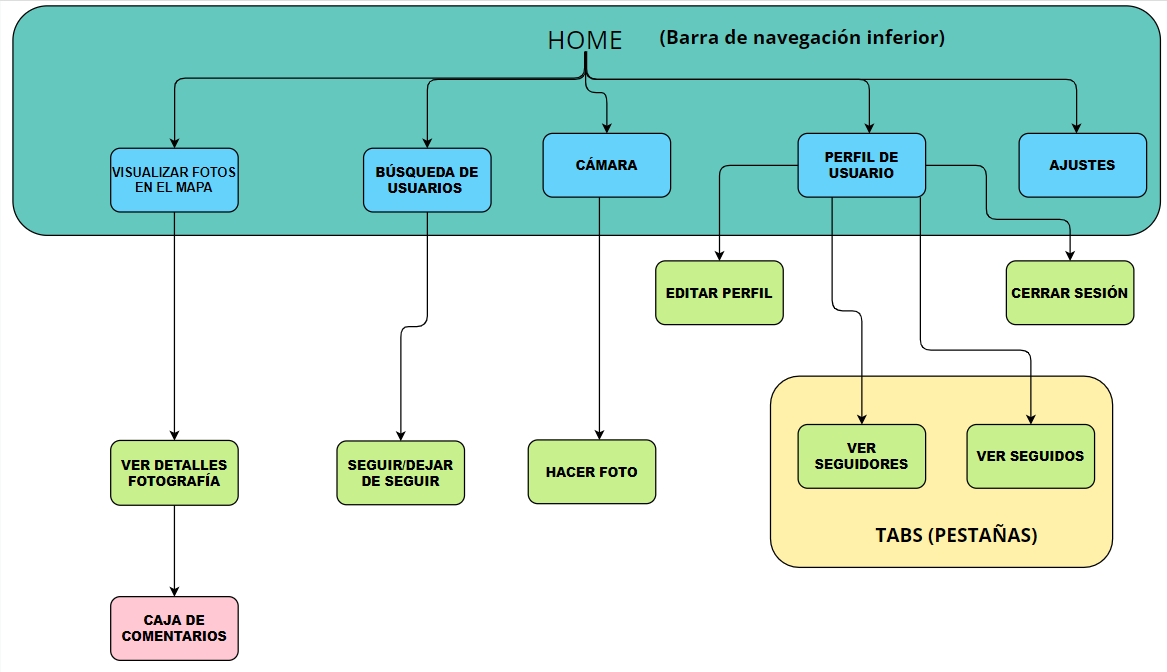 HOME (Barra de navegación inferior)
VISUALIZAR FOTOS
EN EL MAPA
BÚSQUEDA DE
USUARIOS
CÁMARA
PERFIL DE
USUARIO
AJUSTES
EDITAR PERFIL
CERRAR SESIÓN
VER DETALLES
FOTOGRAFÍA
SEGUIR/DEJAR
DE SEGUIR
HACER FOTO
VER
SEGUIDORES
VER SEGUIDOS
TABS (PESTAÑAS)
CAJA DE
COMENTARIOS